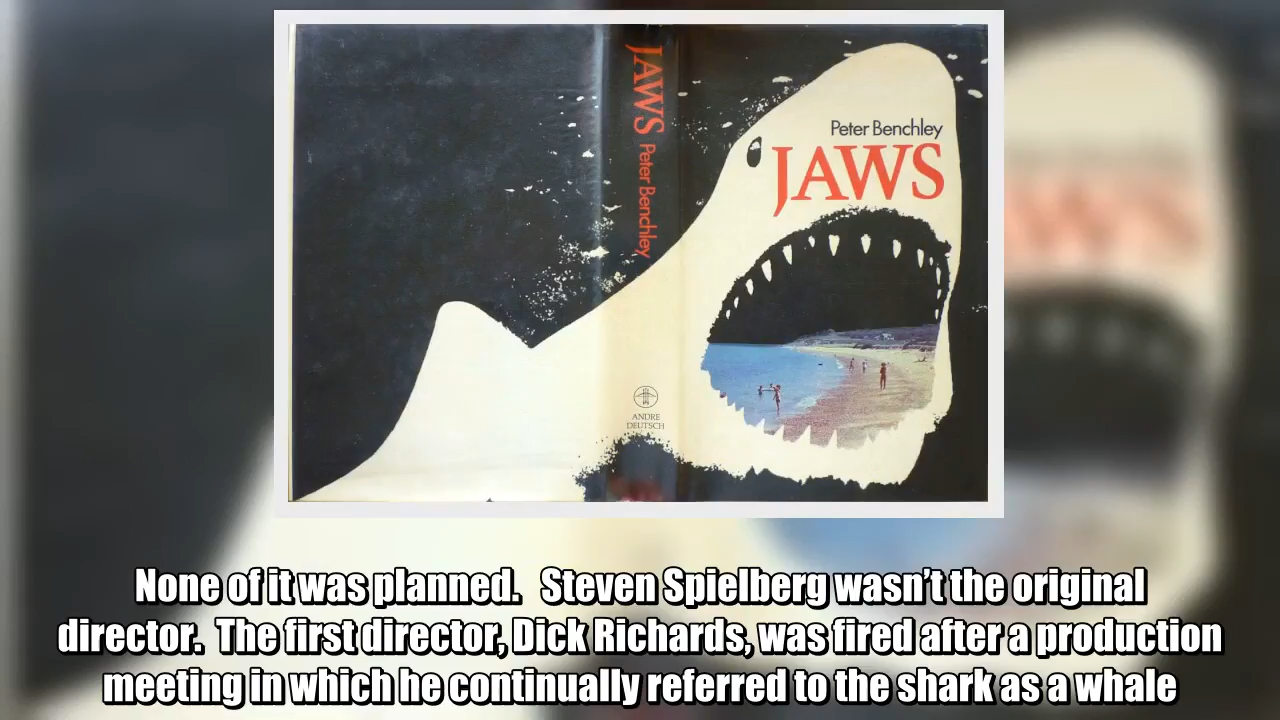 JAWS Peter Benchley
ANDRE
DEUTSCH
Peter Benchley
JAWS
None of it was planned. Steven Spielberg wasn’t the original
director. The first director, Dick Richards, was fired after a production
meeting in which he continually referred to the shark as a whale